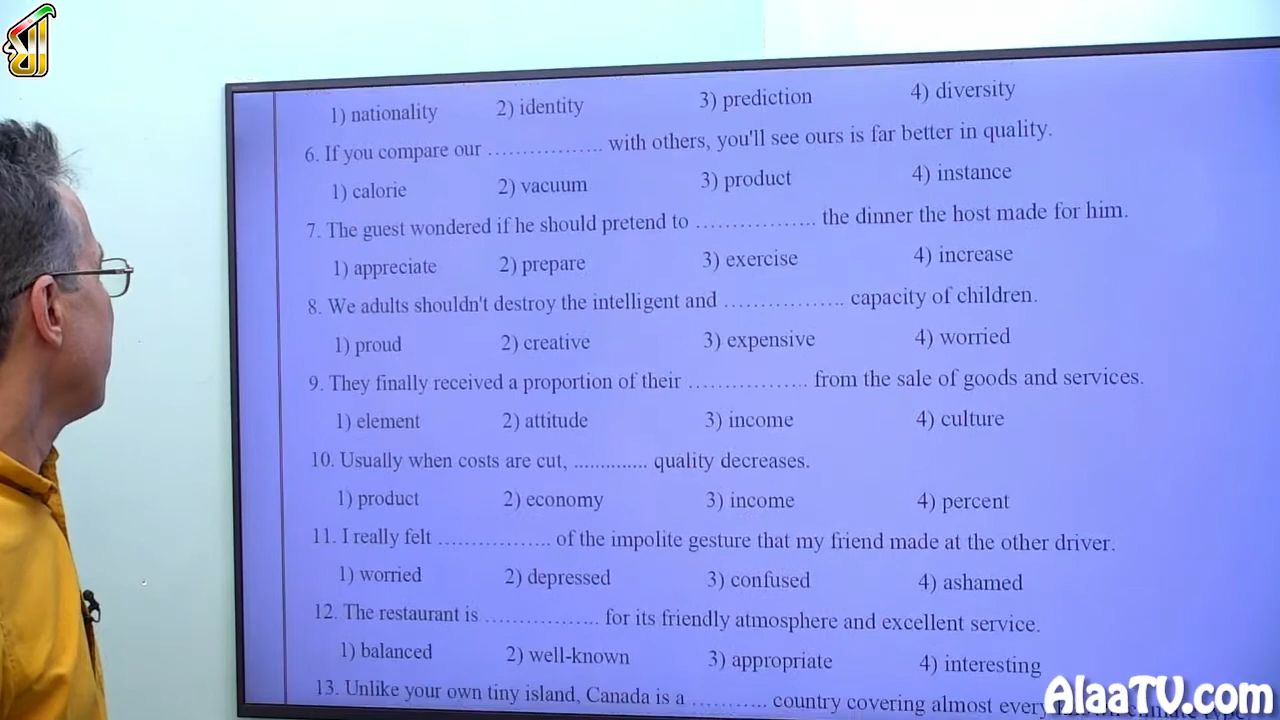 1) nationality 2) identity 3) prediction 4) diversity
6. If you compare our ................. with others, you'll see ours is far better in quality.
1) calorie 2) vacuum 3) product 4) instance
7. The guest wondered if he should pretend to ................. the dinner the host made for him.
1) appreciate 2) prepare 3) exercise 4) increase
8. We adults shouldn't destroy the intelligent and ................. capacity of children.
1) proud 2) creative 3) expensive 4) worried
9. They finally received a proportion of their ................. from the sale of goods and services.
1) element 2) attitude 3) income 4) culture
10. Usually when costs are cut, .............. quality decreases.
1) product 2) economy 3) income 4) percent
11. I really felt ................. of the impolite gesture that my friend made at the other driver.
1) worried 2) depressed 3) confused 4) ashamed
12. The restaurant is ................. for its friendly atmosphere and excellent service.
1) balanced 2) well-known 3) appropriate 4) interesting
13. Unlike your own tiny island, Canada is a ........... country covering almost every
AlaaTV.com